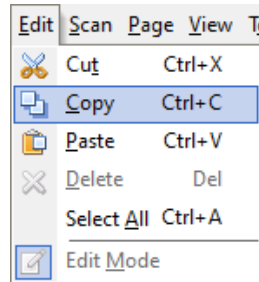 Edit Scan Page View
Cut Ctrl+X
Copy Ctrl+C
Paste Ctrl+V
Delete Del
Select All Ctrl+A
Edit Mode